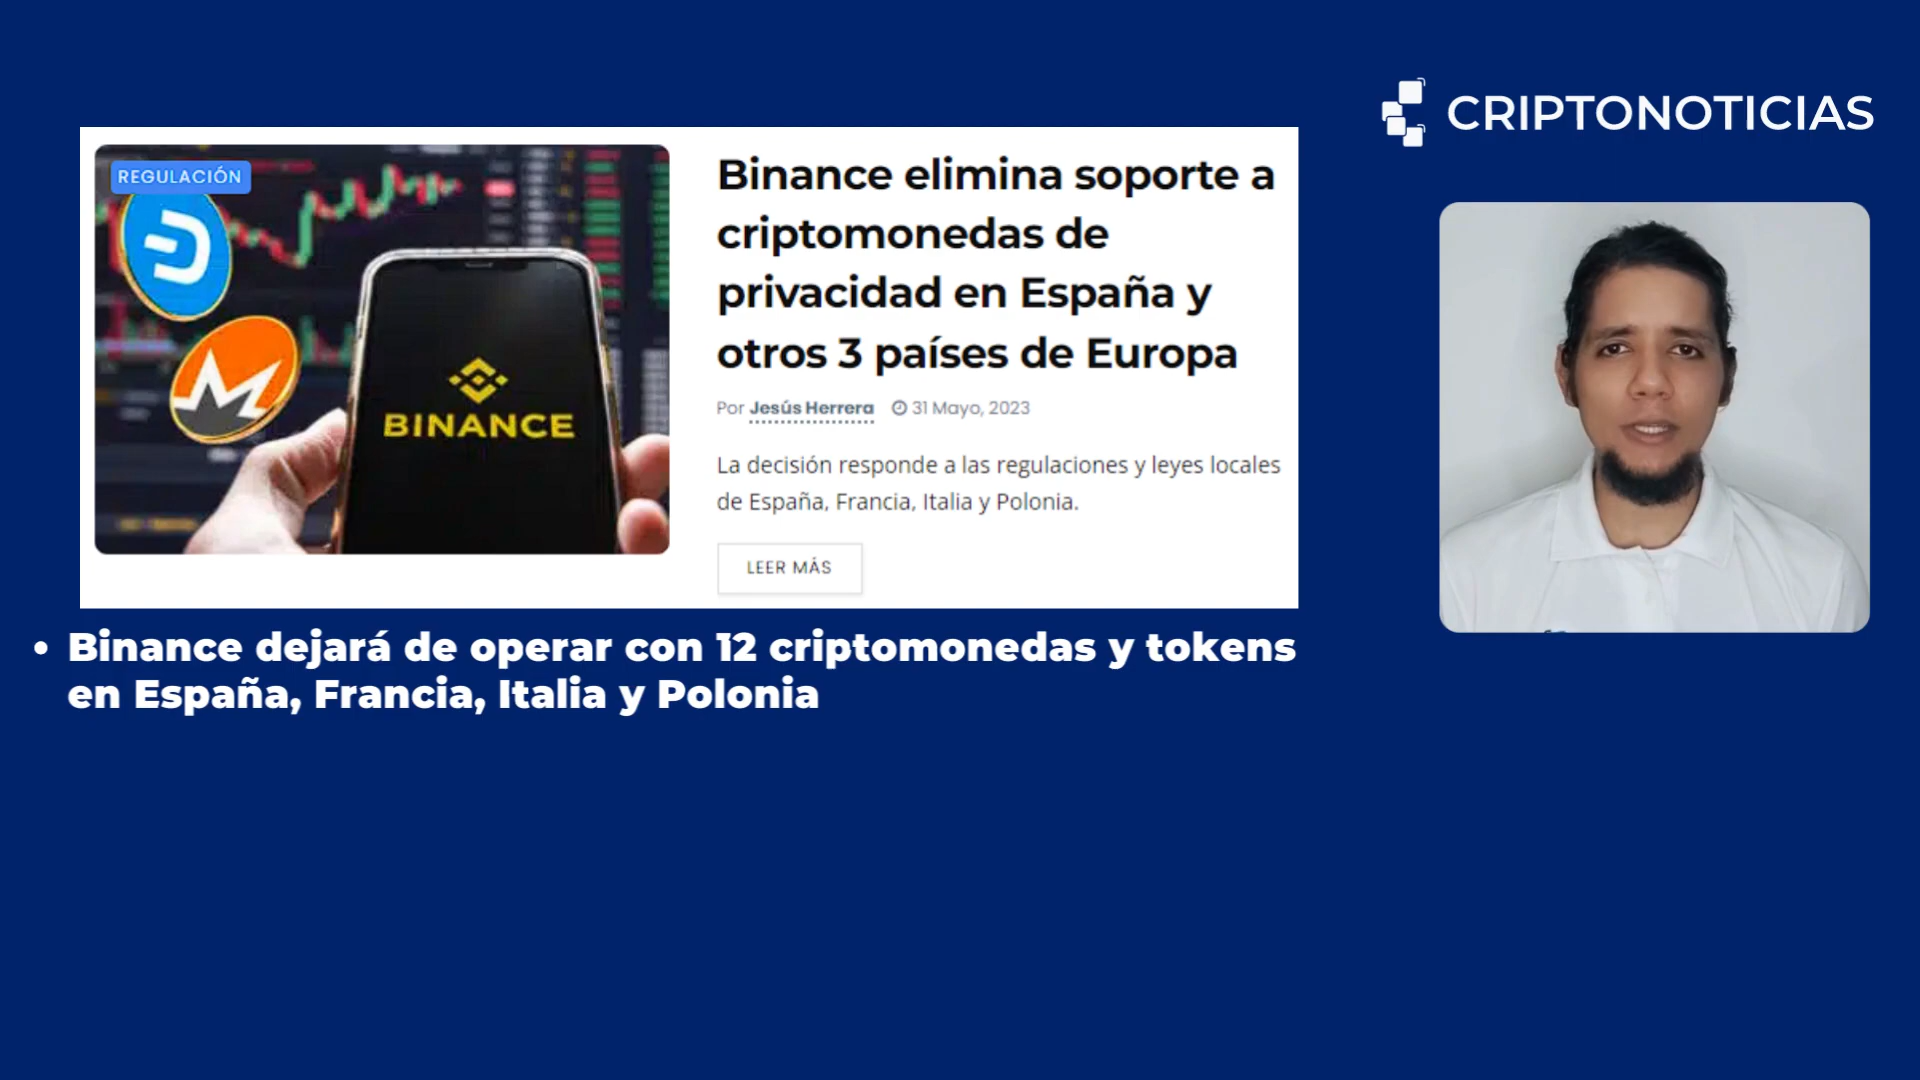 CRIPTONOTICIAS
REGULACIÓN
BINANCE
Binance elimina soporte a
criptomonedas de
privacidad en España y
otros 3 países de Europa
Por Jesús Herrera 31 Mayo, 2023
La decisión responde a las regulaciones y leyes locales
de España, Francia, Italia y Polonia.
LEER MÁS
• Binance dejará de operar con 12 criptomonedas y tokens
en España, Francia, Italia y Polonia